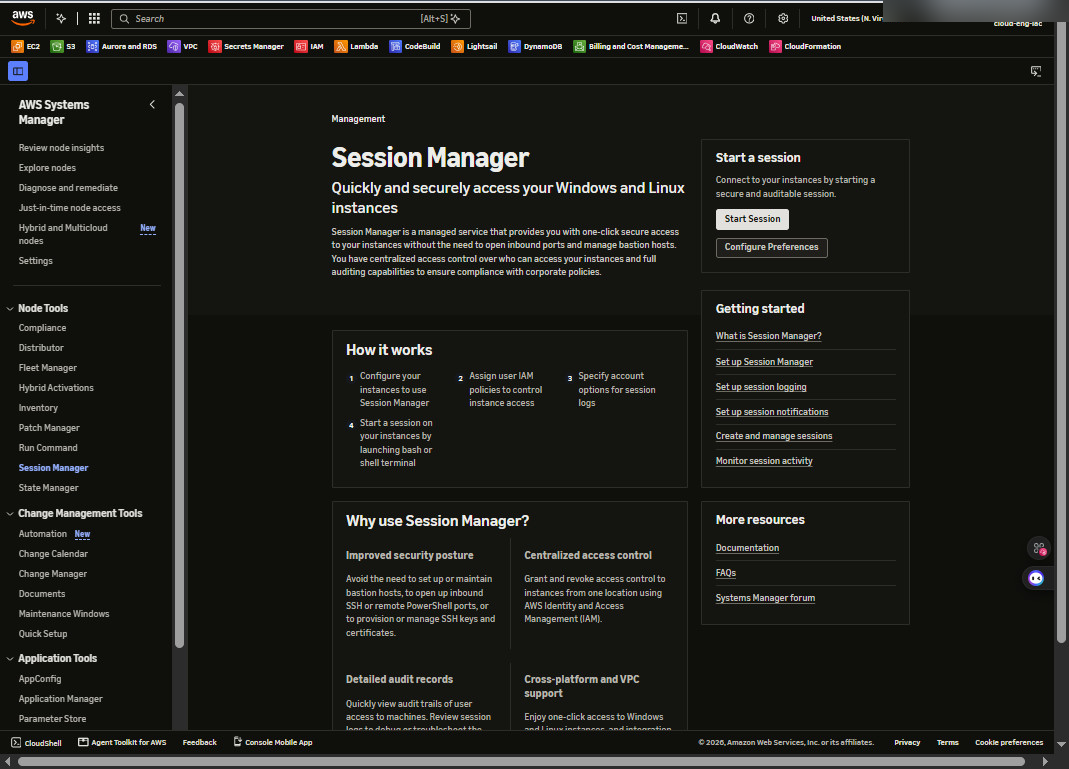 aws
Search
[Alt+S]
United States (N. Vir
cloud-eng-lac
EC2
S3
Aurora and RDS
VPC
Secrets Manager
IAM
Lambda
CodeBuild
Lightsail
DynamoDB
Billing and Cost Manageme...
CloudWatch
CloudFormation
AWS Systems
Manager
Review node insights
Explore nodes
Diagnose and remediate
Just-in-time node access
Hybrid and Multicloud
nodes
New
Settings
Node Tools
Compliance
Distributor
Fleet Manager
Hybrid Activations
Inventory
Patch Manager
Run Command
Session Manager
State Manager
Change Management Tools
Automation New
Change Calendar
Change Manager
Documents
Maintenance Windows
Quick Setup
Application Tools
AppConfig
Application Manager
Parameter Store
Management
Session Manager
Quickly and securely access your Windows and Linux
instances
Session Manager is a managed service that provides you with one-click secure access
to your instances without the need to open inbound ports and manage bastion hosts.
You have centralized access control over who can access your instances and full
auditing capabilities to ensure compliance with corporate policies.
Start a session
Connect to your instances by starting a
secure and auditable session.
Start Session
Configure Preferences
Getting started
What is Session Manager?
Set up Session Manager
Set up session logging
Set up session notifications
Create and manage sessions
Monitor session activity
How it works
1 Configure your
instances to use
Session Manager
2 Assign user IAM
policies to control
instance access
3 Specify account
options for session
logs
4 Start a session on
your instances by
launching bash or
shell terminal
Why use Session Manager?
Improved security posture
Avoid the need to set up or maintain
bastion hosts, to open up inbound
SSH or remote PowerShell ports, or
to provision or manage SSH keys and
certificates.
Centralized access control
Grant and revoke access control to
instances from one location using
AWS Identity and Access
Management (IAM).
Detailed audit records
Quickly view audit trails of user
access to machines. Review session
logs to debug or troubleshoot the
Cross-platform and VPC
support
Enjoy one-click access to Windows
and Linux instances, and integration
More resources
Documentation
FAQs
Systems Manager forum
CloudShell
Agent Toolkit for AWS
Feedback
Console Mobile App
© 2026, Amazon Web Services, Inc. or its affiliates.
Privacy
Terms
Cookie preferences